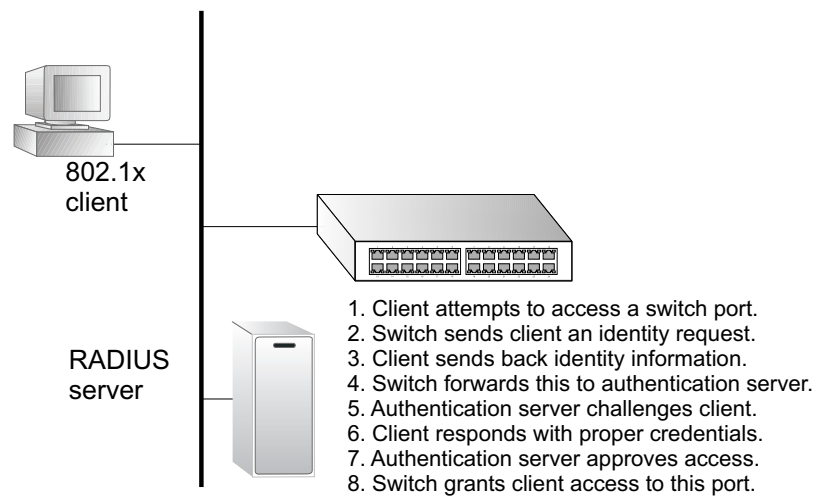 802.1x
client
RADIUS
server
1. Client attempts to access a switch port.
2. Switch sends client an identity request.
3. Client sends back identity information.
4. Switch forwards this to authentication server.
5. Authentication server challenges client.
6. Client responds with proper credentials.
7. Authentication server approves access.
8. Switch grants client access to this port.